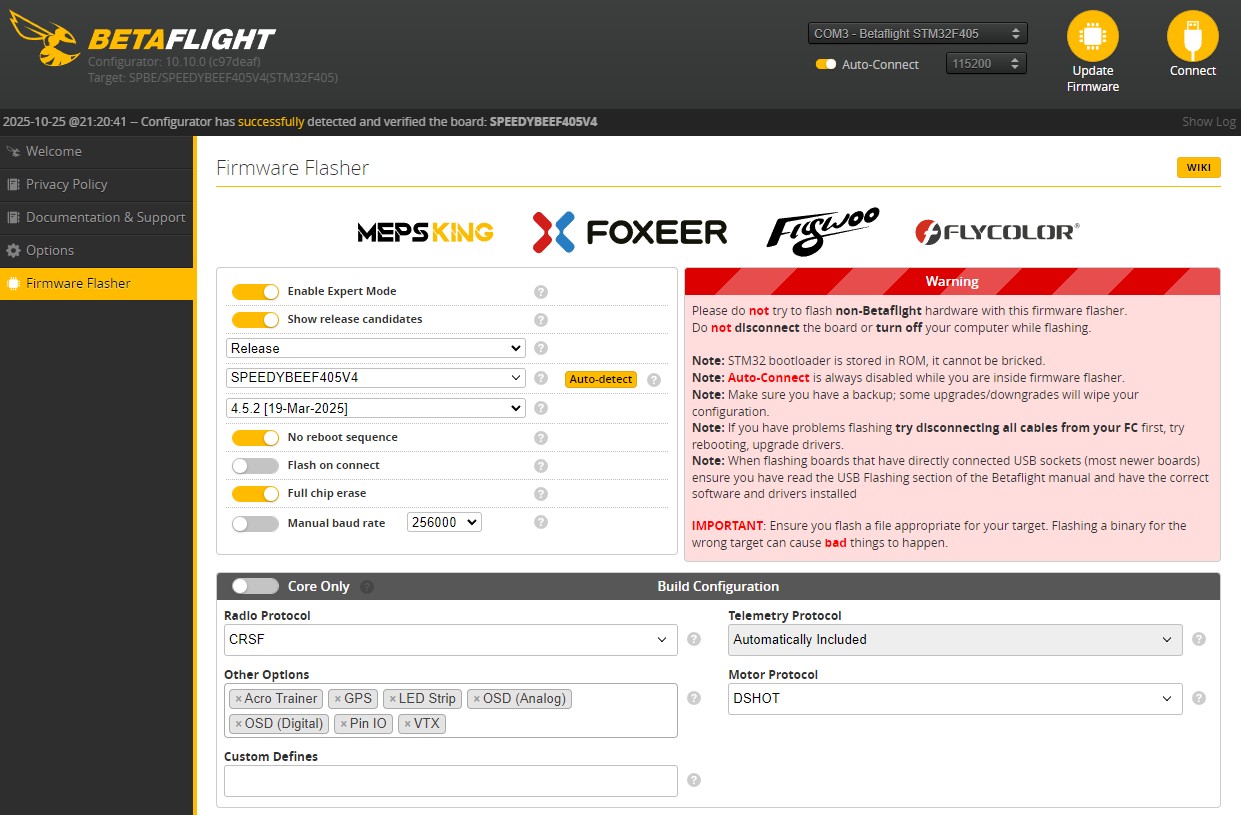 BETAFLIGHT
Configurator: 10.10.0 (c97deaf)
Target: SPBE/SPEEDYBEEF405V4(STM32F405)
COM3 - Betaflight STM32F405
Auto-Connect
115200
Update
Firmware
Connect
2025-10-25 @21:20:41 -- Configurator has successfully detected and verified the board: SPEEDYBEEF405V4
Show Log
Welcome
Privacy Policy
Documentation & Support
Options
Firmware Flasher
Firmware Flasher
WIKI
MEPSKING
FOXEER
Flywoo
FLYCOLOR®
Enable Expert Mode
Show release candidates
Release
SPEEDYBEEF405V4
Auto-detect
4.5.2 [19-Mar-2025]
No reboot sequence
Flash on connect
Full chip erase
Manual baud rate
256000
Warning
Please do not try to flash non-Betaflight hardware with this firmware flasher.
Do not disconnect the board or turn off your computer while flashing.
Note: STM32 bootloader is stored in ROM, it cannot be bricked.
Note: Auto-Connect is always disabled while you are inside firmware flasher.
Note: Make sure you have a backup; some upgrades/downgrades will wipe your
configuration.
Note: If you have problems flashing try disconnecting all cables from your FC first, try
rebooting, upgrade drivers.
Note: When flashing boards that have directly connected USB sockets (most newer boards)
ensure you have read the USB Flashing section of the Betaflight manual and have the correct
software and drivers installed
IMPORTANT: Ensure you flash a file appropriate for your target. Flashing a binary for the
wrong target can cause bad things to happen.
Core Only
Build Configuration
Radio Protocol
CRSF
Telemetry Protocol
Automatically Included
Other Options
× Acro Trainer × GPS × LED Strip × OSD (Analog)
× OSD (Digital) × Pin IO × VTX
Motor Protocol
DSHOT
Custom Defines